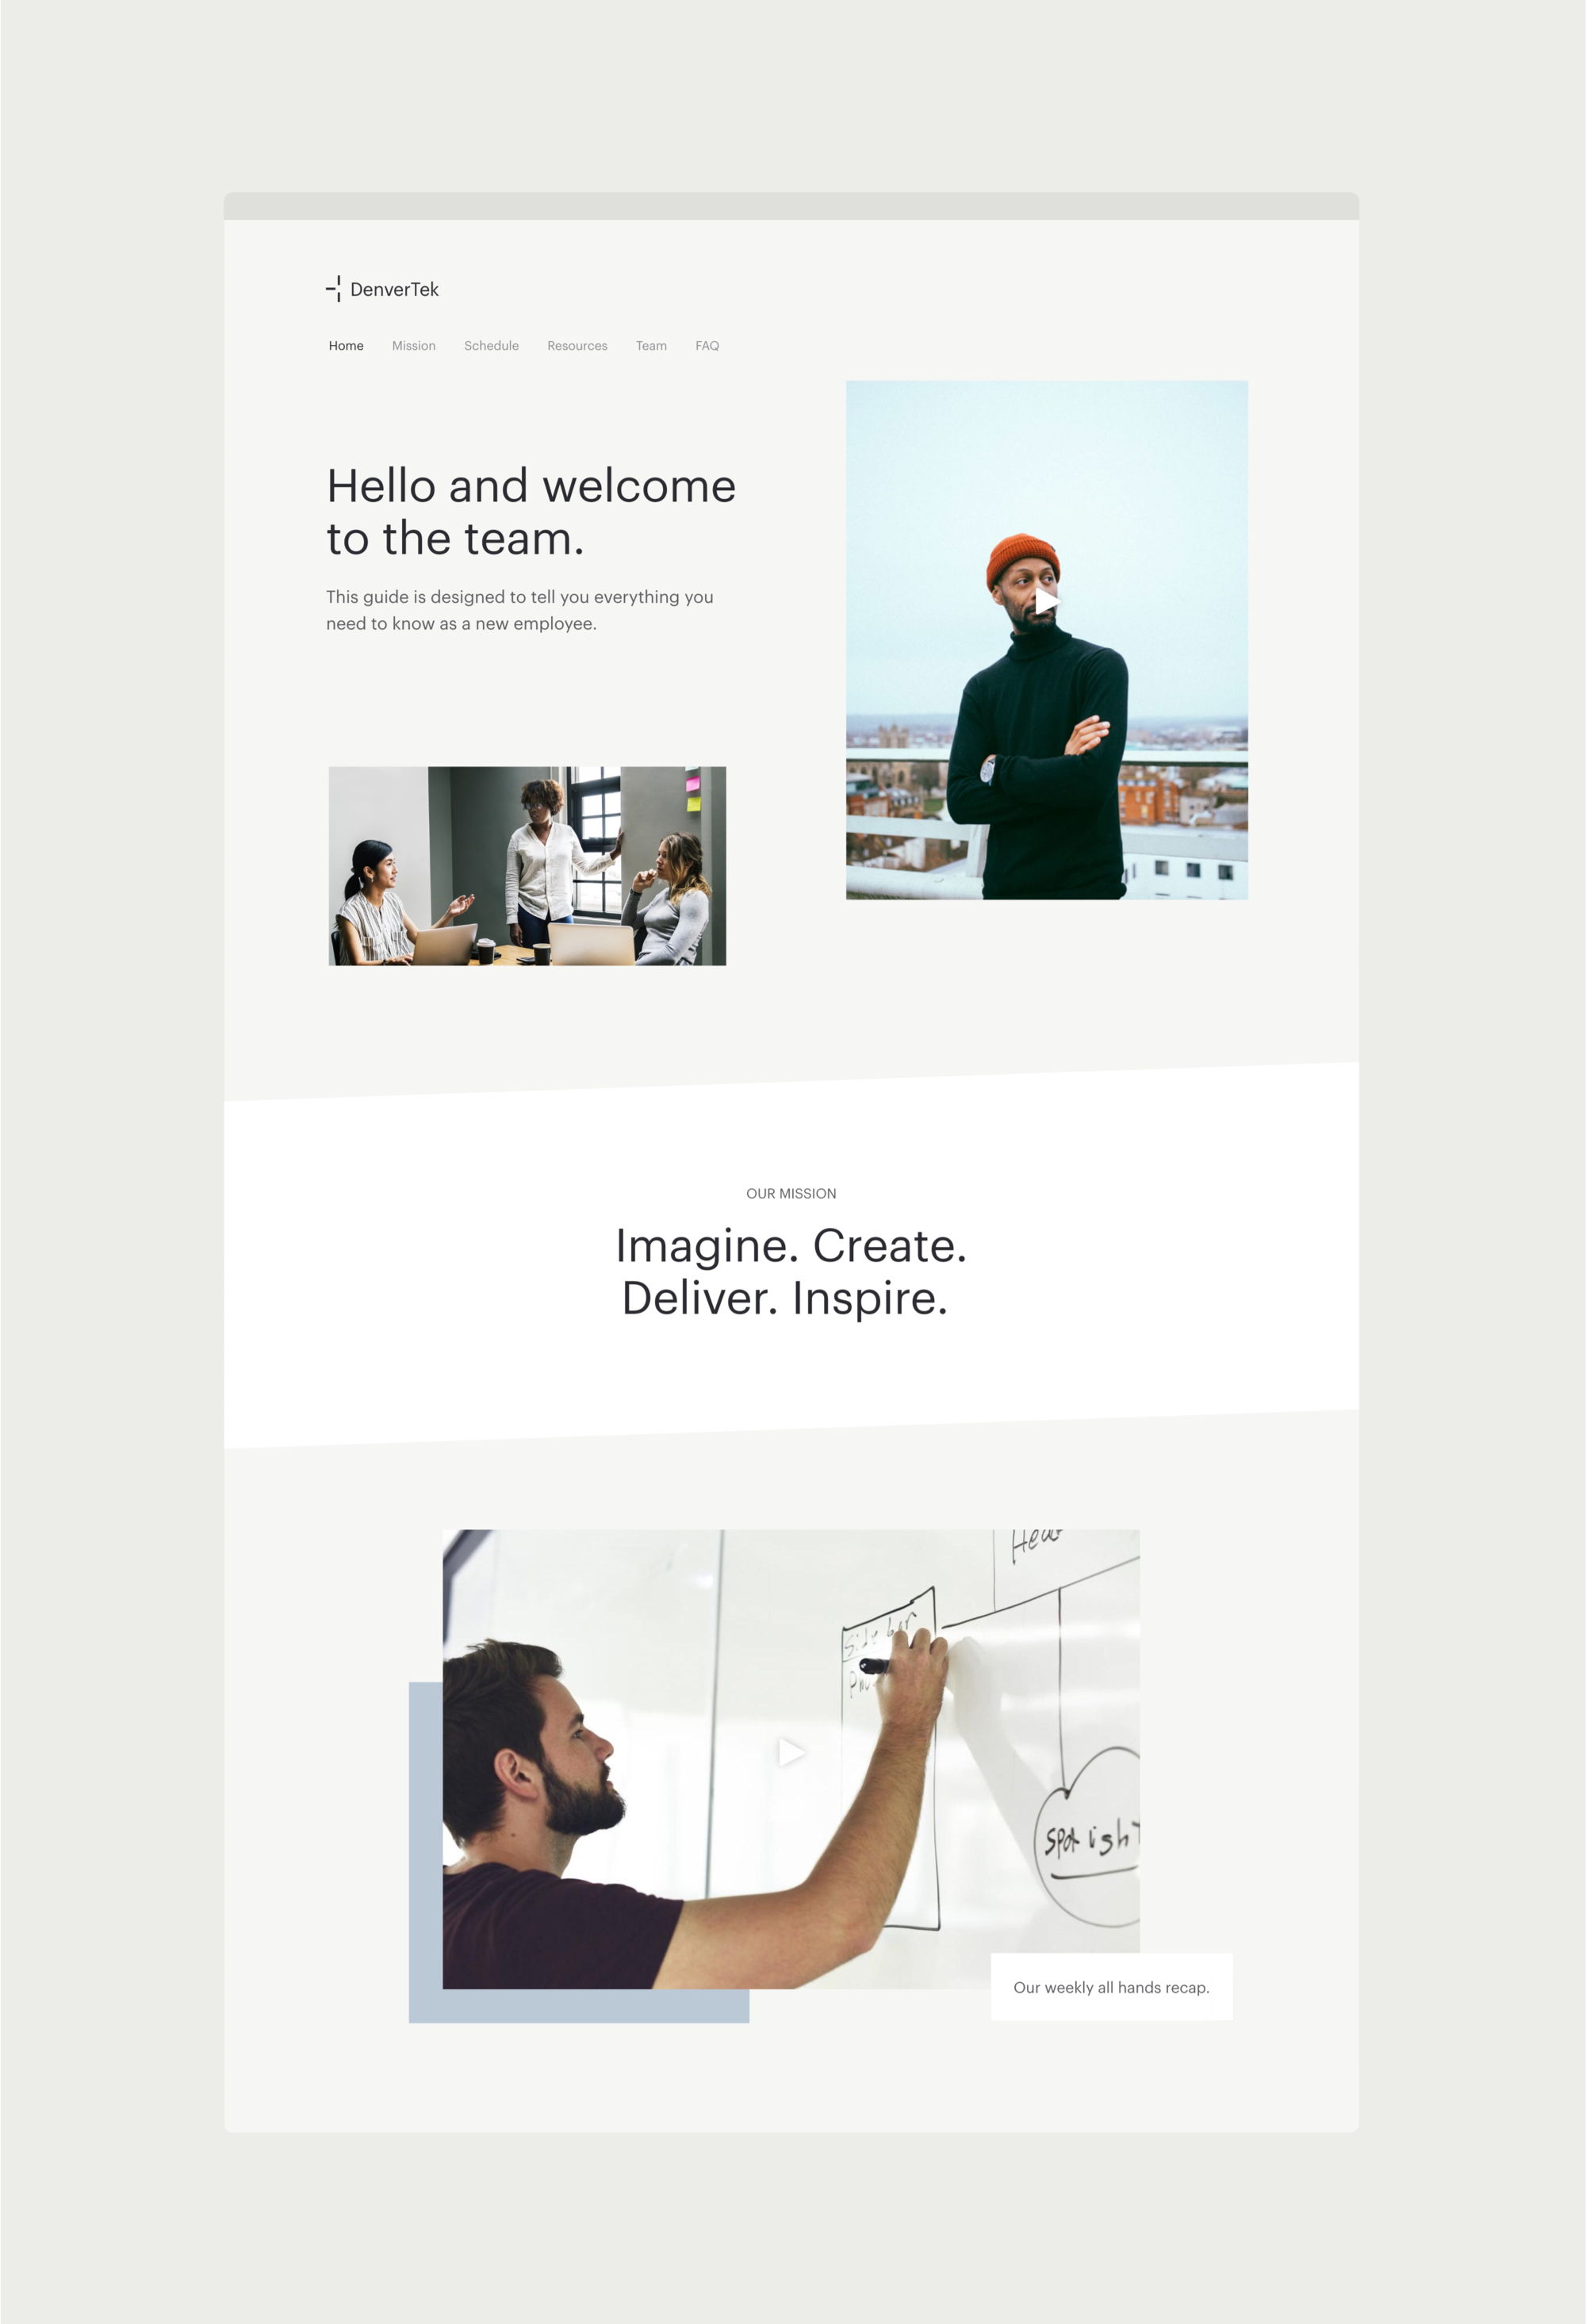 DenverTek
Home Mission Schedule Resources Team FAQ
Hello and welcome
to the team.
This guide is designed to tell you everything you
need to know as a new employee.
OUR MISSION
Imagine. Create.
Deliver. Inspire.
Side bar
Our weekly all hands recap.